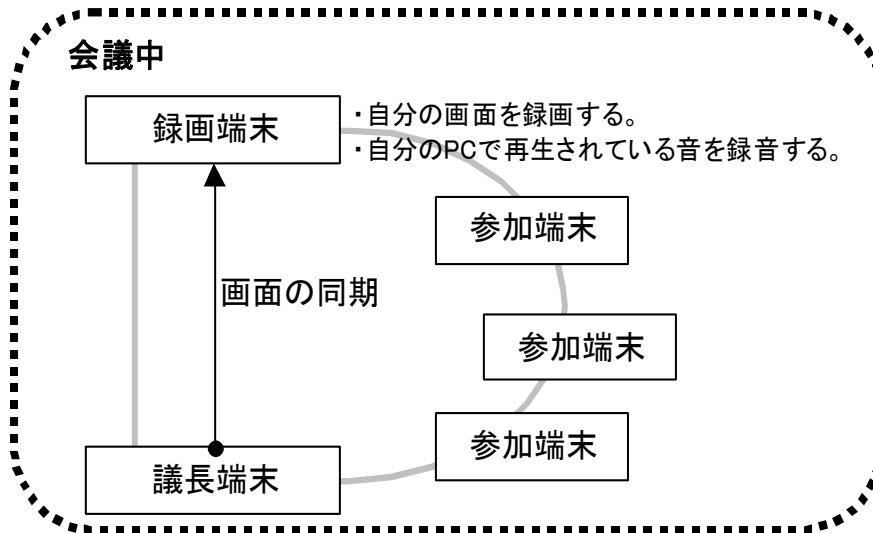 会議中
録画端末
・自分の画面を録画する。
・自分のPCで再生されている音を録音する。
参加端末
画面の同期
参加端末
参加端末
議長端末